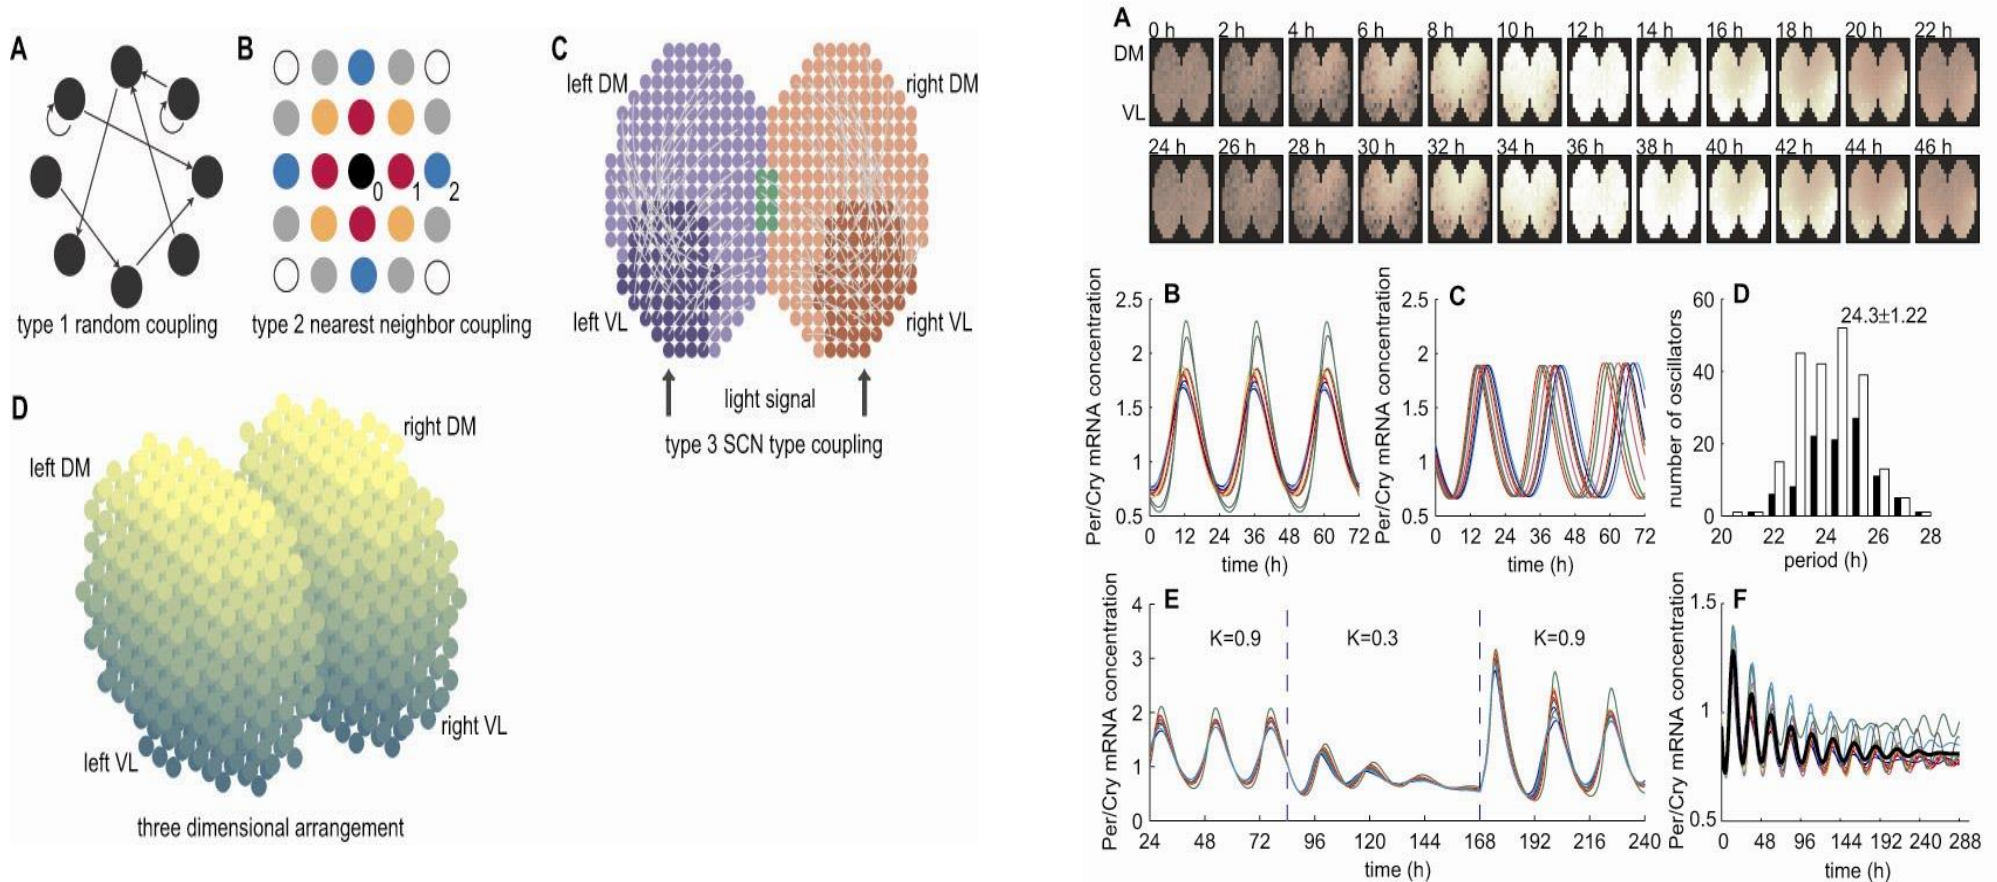 A
B
C
left DM
right DM
0
1
2
left VL
right VL
type 1 random coupling
type 2 nearest neighbor coupling
light signal
type 3 SCN type coupling
D
left DM
right DM
left VL
right VL
three dimensional arrangement
A
0 h 2 h 4 h 6 h 8 h 10 h 12 h 14 h 16 h 18 h 20 h 22 h
DM
VL
24 h 26 h 28 h 30 h 32 h 34 h 36 h 38 h 40 h 42 h 44 h 46 h
B
Per/Cry mRNA concentration
2.5
2
1.5
1
0.5
0 12 24 36 48 60 72
time (h)
C
Per/Cry mRNA concentration
2.5
2
1.5
1
0.5
0 12 24 36 48 60 72
time (h)
D
number of oscillators
60
40
20
0
24.3±1.22
20 22 24 26 28
period (h)
E
Per/Cry mRNA concentration
4
3
2
1
0
K=0.9 K=0.3 K=0.9
24 48 72 96 120 144 168 192 216 240
time (h)
F
Per/Cry mRNA concentration
1.5
1
0.5
0 48 96 144 192 240 288
time (h)